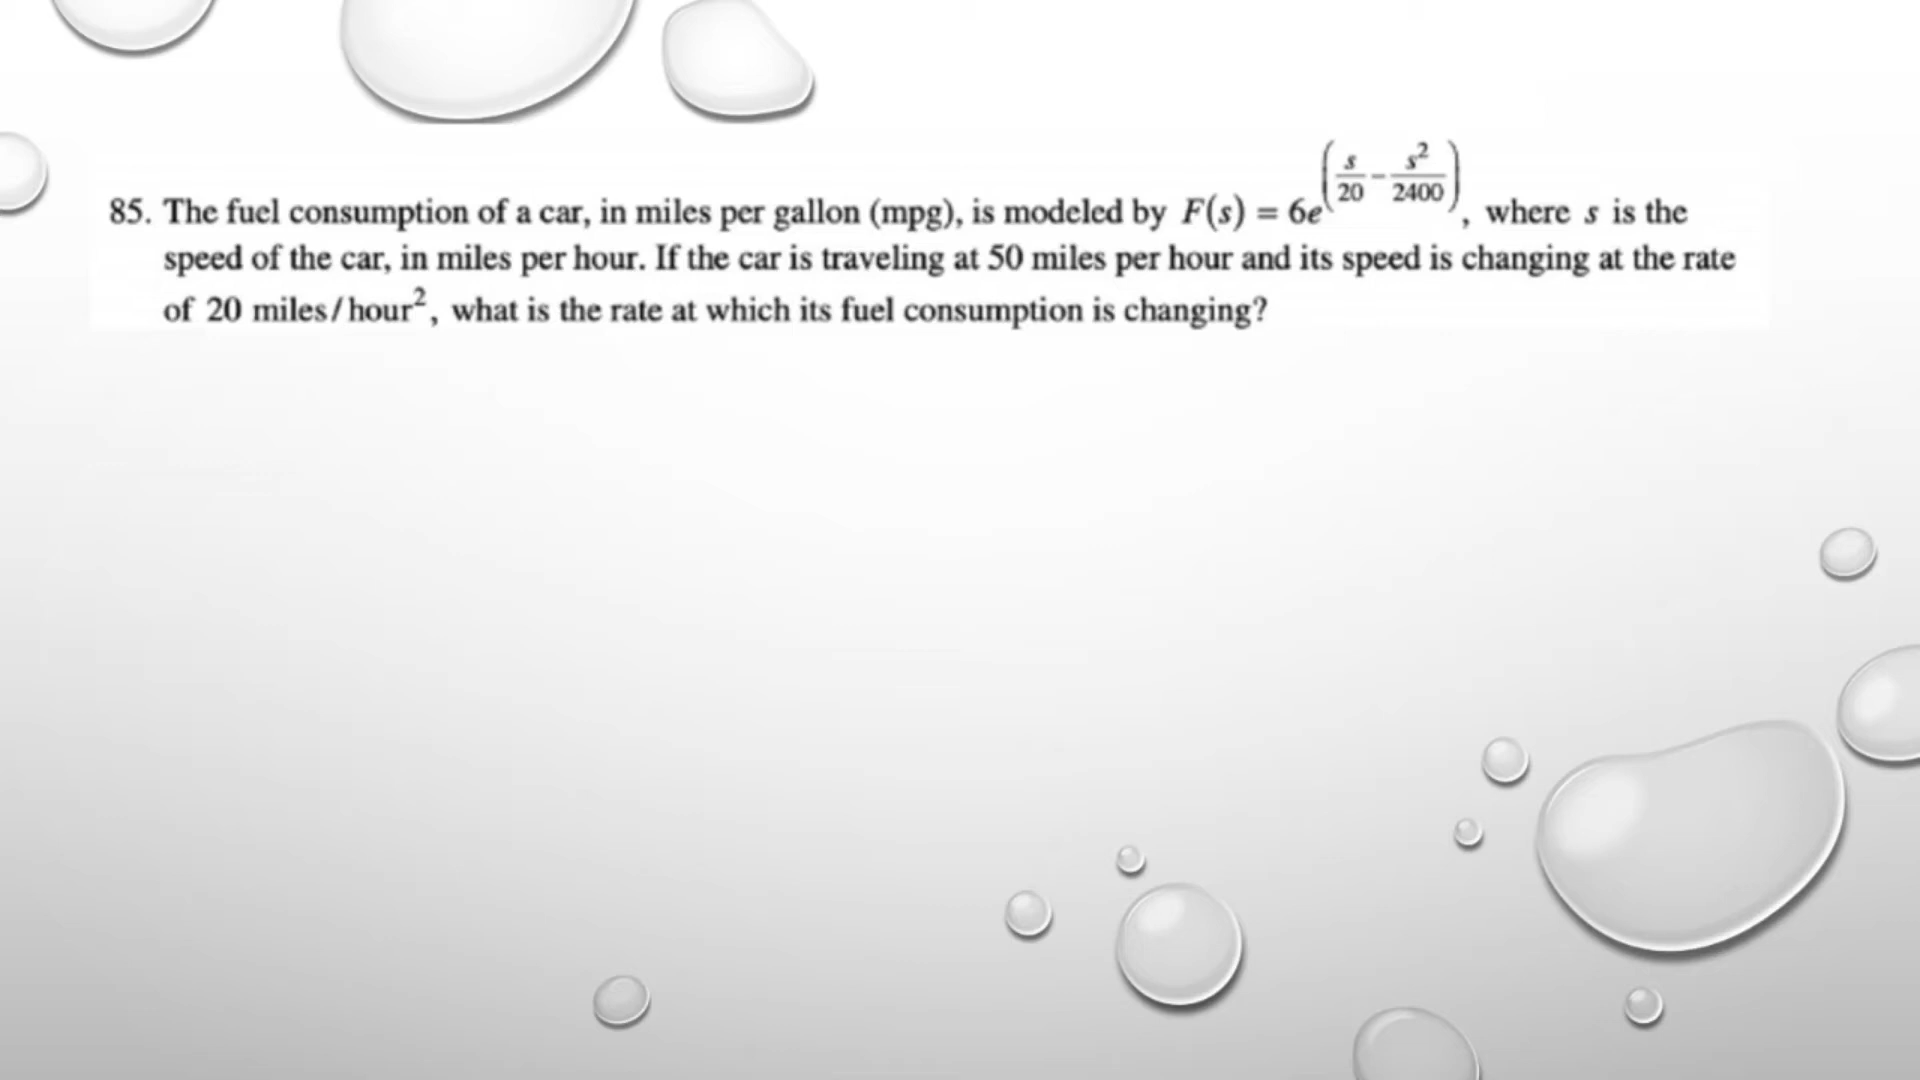 85. The fuel consumption of a car, in miles per gallon (mpg), is modeled by F(s) = 6e^(s/20 − s²/2400), where s is the
speed of the car, in miles per hour. If the car is traveling at 50 miles per hour and its speed is changing at the rate
of 20 miles/hour², what is the rate at which its fuel consumption is changing?